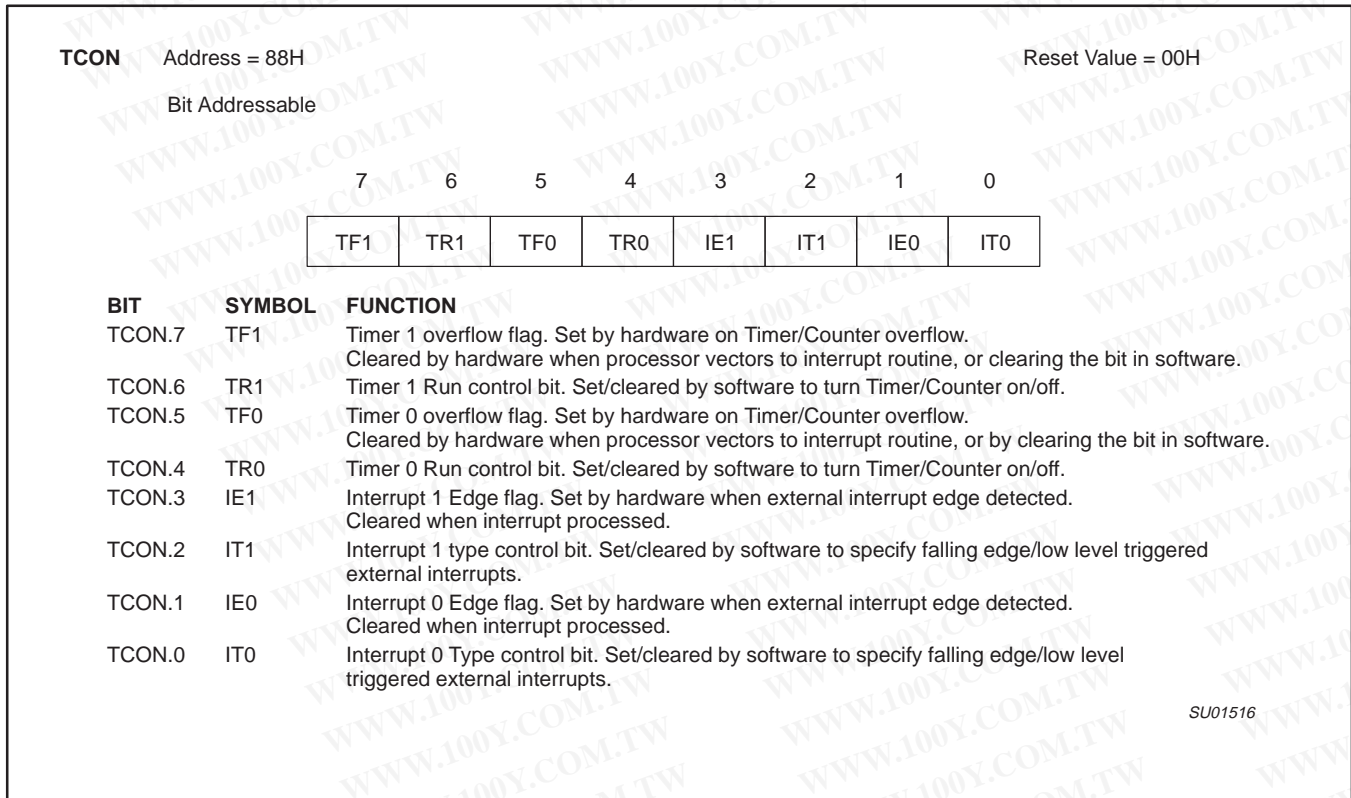 TCON Address = 88H Reset Value = 00H
Bit Addressable
7 6 5 4 3 2 1 0
TF1 TR1 TF0 TR0 IE1 IT1 IE0 IT0
BIT SYMBOL FUNCTION
TCON.7 TF1 Timer 1 overflow flag. Set by hardware on Timer/Counter overflow.
Cleared by hardware when processor vectors to interrupt routine, or clearing the bit in software.
TCON.6 TR1 Timer 1 Run control bit. Set/cleared by software to turn Timer/Counter on/off.
TCON.5 TF0 Timer 0 overflow flag. Set by hardware on Timer/Counter overflow.
Cleared by hardware when processor vectors to interrupt routine, or by clearing the bit in software.
TCON.4 TR0 Timer 0 Run control bit. Set/cleared by software to turn Timer/Counter on/off.
TCON.3 IE1 Interrupt 1 Edge flag. Set by hardware when external interrupt edge detected.
Cleared when interrupt processed.
TCON.2 IT1 Interrupt 1 type control bit. Set/cleared by software to specify falling edge/low level triggered
external interrupts.
TCON.1 IE0 Interrupt 0 Edge flag. Set by hardware when external interrupt edge detected.
Cleared when interrupt processed.
TCON.0 IT0 Interrupt 0 Type control bit. Set/cleared by software to specify falling edge/low level
triggered external interrupts.
SU01516
WWW.100Y.COM.TW